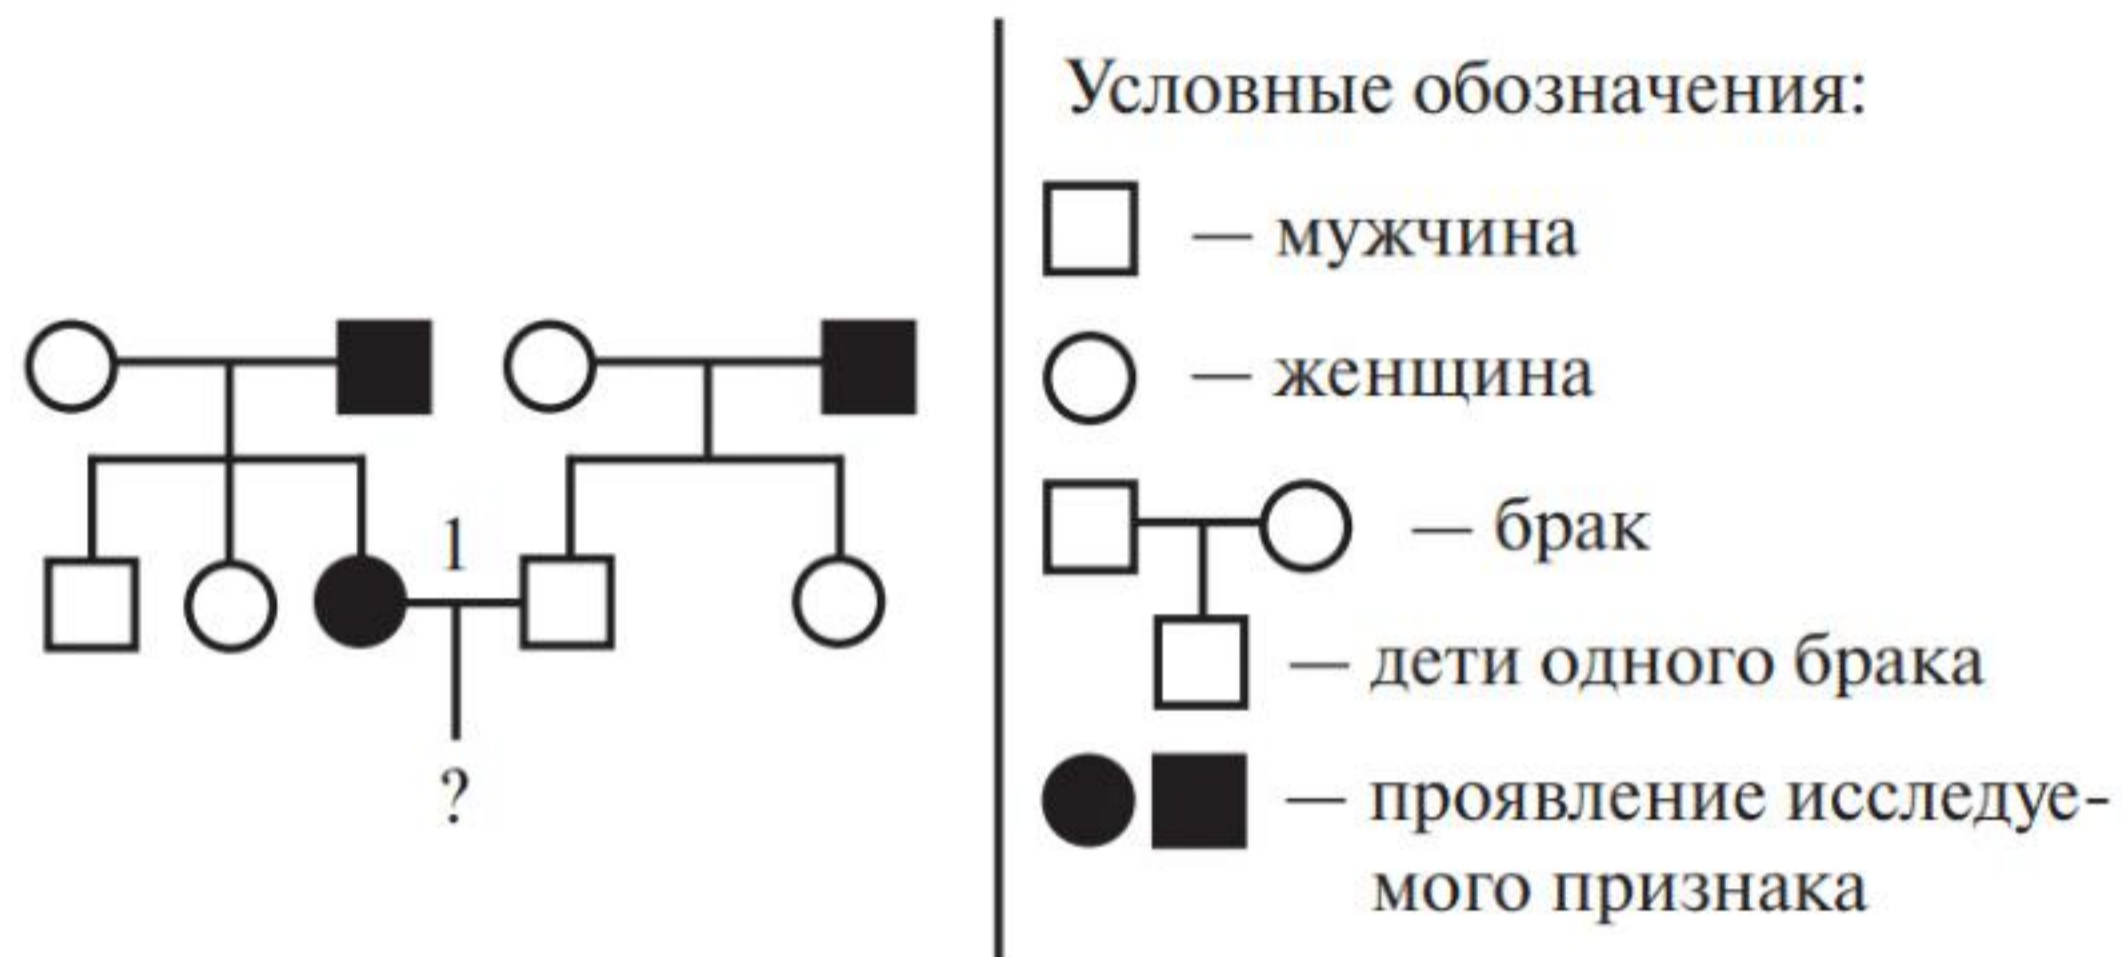 1
?
Условные обозначения:
— мужчина
— женщина
— брак
— дети одного брака
— проявление исследуе-
мого признака